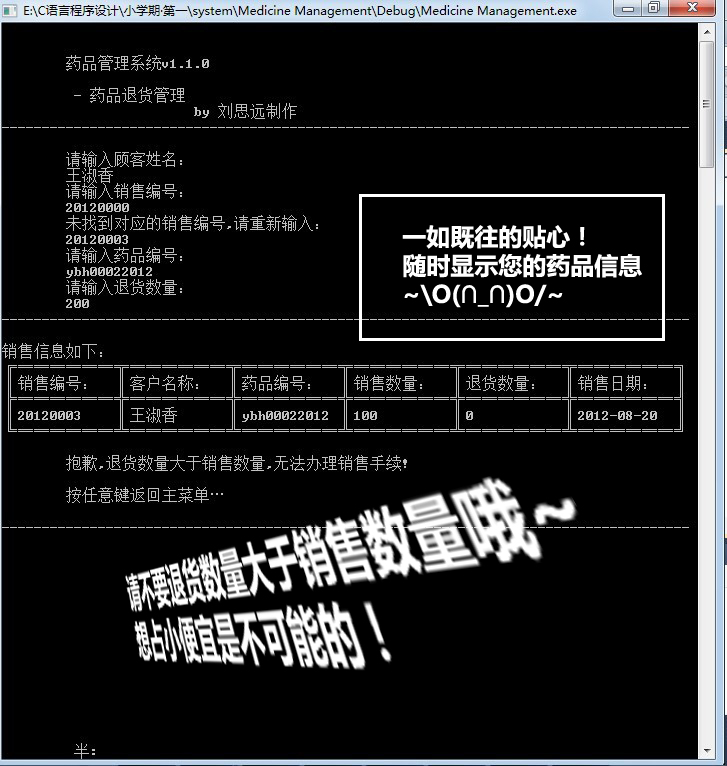 E:\C语言程序设计\小学期·第一\system\Medicine Management\Debug\Medicine Management.exe
药品管理系统v1.1.0
- 药品退货管理
by 刘思远制作
请输入顾客姓名:
王淑香
请输入销售编号:
20120000
未找到对应的销售编号,请重新输入:
20120003
请输入药品编号:
ybh00022012
请输入退货数量:
200
一如既往的贴心！
随时显示您的药品信息
~\O(∩_∩)O/~
销售信息如下:
销售编号: 客户名称: 药品编号: 销售数量: 退货数量: 销售日期:
20120003 王淑香 ybh00022012 100 0 2012-08-20
抱歉,退货数量大于销售数量,无法办理销售手续!
按任意键返回主菜单…
请不要退货数量大于销售数量哦~
想占小便宜是不可能的！
半: